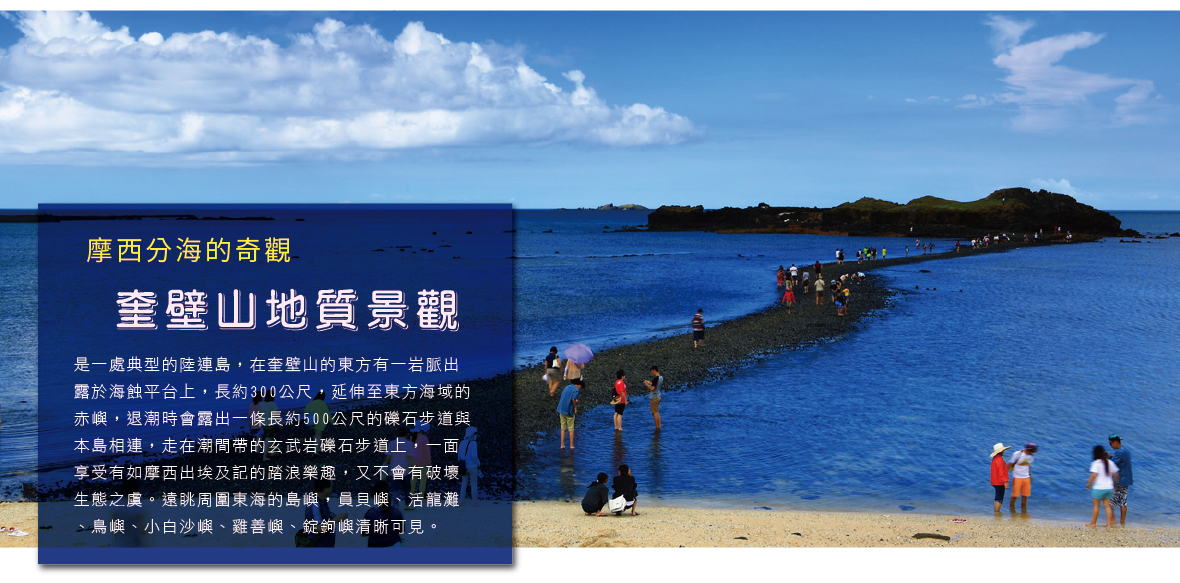 摩西分海的奇觀
奎壁山地質景觀
是一處典型的陸連島，在奎壁山的東方有一岩脈出
露於海蝕平台上，長約300公尺，延伸至東方海域的
赤嶼，退潮時會露出一條長約500公尺的礫石步道與
本島相連，走在潮間帶的玄武岩礫石步道上，一面
享受有如摩西出埃及記的踏浪樂趣，又不會有破壞
生態之虞。遠眺周圍東海的島嶼，員貝嶼、活龍灘
、鳥嶼、小白沙嶼、雞善嶼、錠鉤嶼清晰可見。